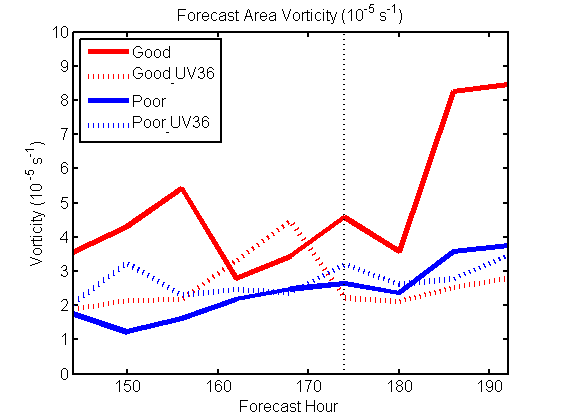 Forecast Area Vorticity (10⁻⁵ s⁻¹)
Good
Good_UV36
Poor
Poor_UV36
Vorticity (10⁻⁵ s⁻¹)
10
9
8
7
6
5
4
3
2
1
0
150 160 170 180 190
Forecast Hour